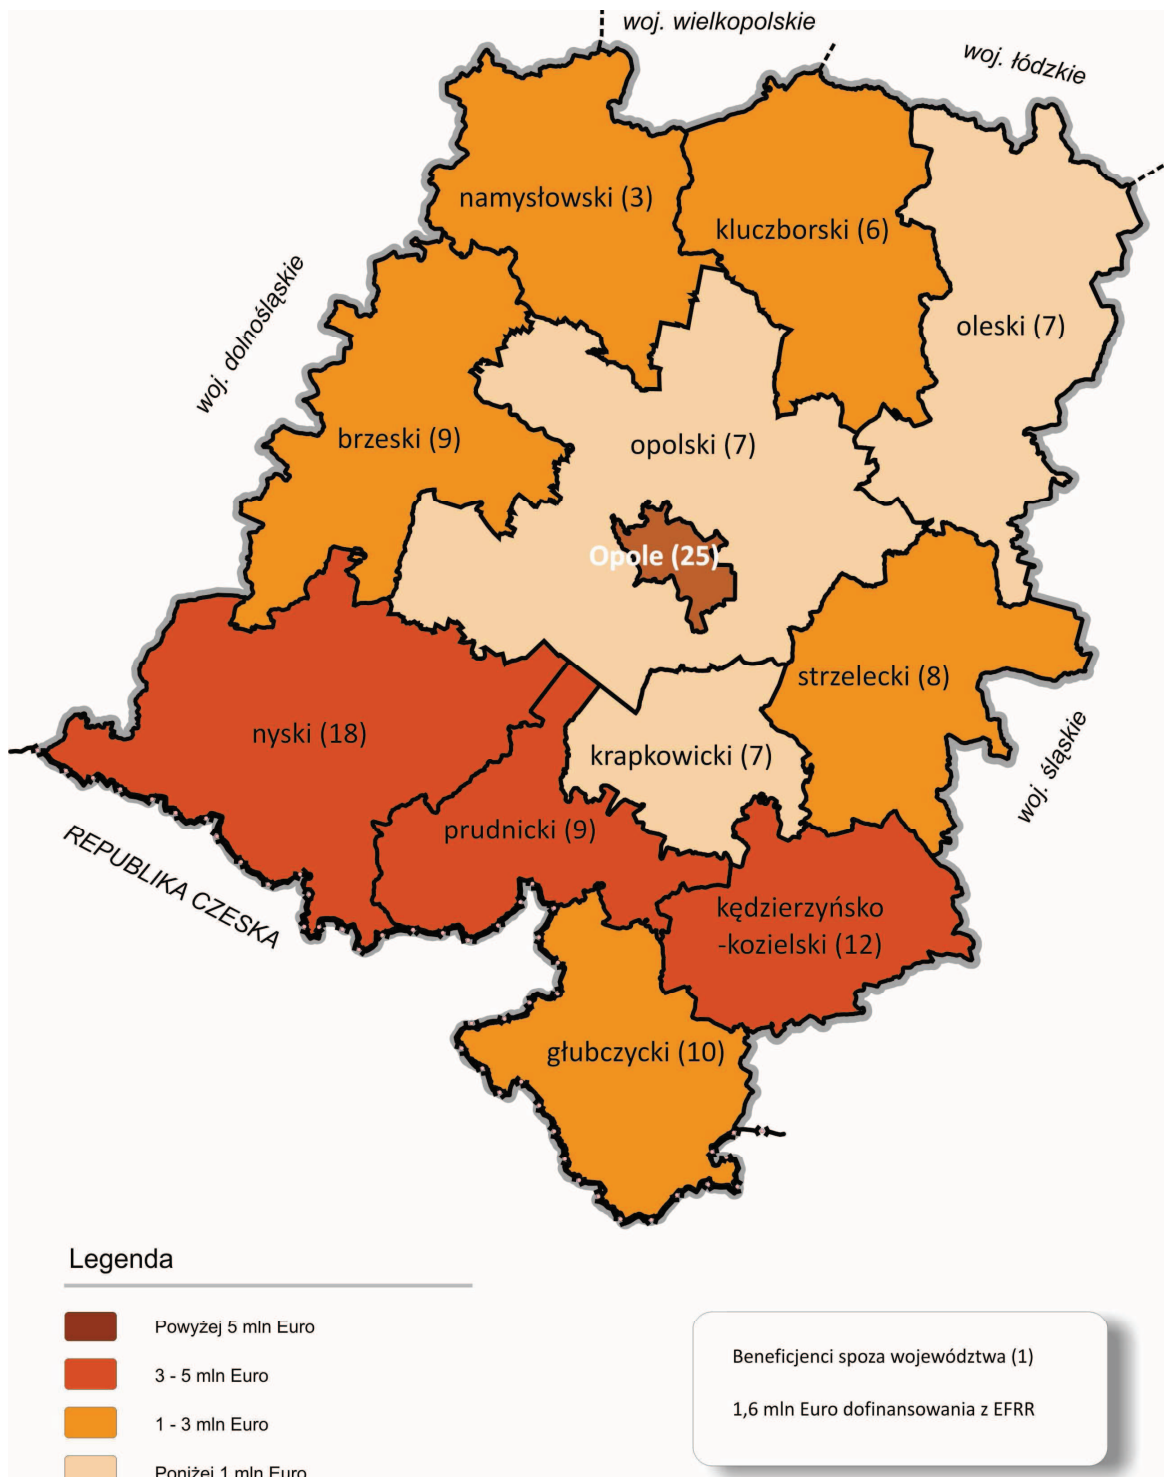 woj. wielkopolskie
woj. łódzkie
namysłowski (3)
kluczborski (6)
woj. dolnośląskie
oleski (7)
brzeski (9)
opolski (7)
Opole (25)
strzelecki (8)
nyski (18)
krapkowicki (7)
woj. śląskie
prudnicki (9)
REPUBLIKA CZESKA
kędzierzyńsko
-kozielski (12)
głubczycki (10)
Legenda
Powyżej 5 mln Euro
3 - 5 mln Euro
1 - 3 mln Euro
Poniżej 1 mln Euro
Beneficjenci spoza województwa (1)
1,6 mln Euro dofinansowania z EFRR